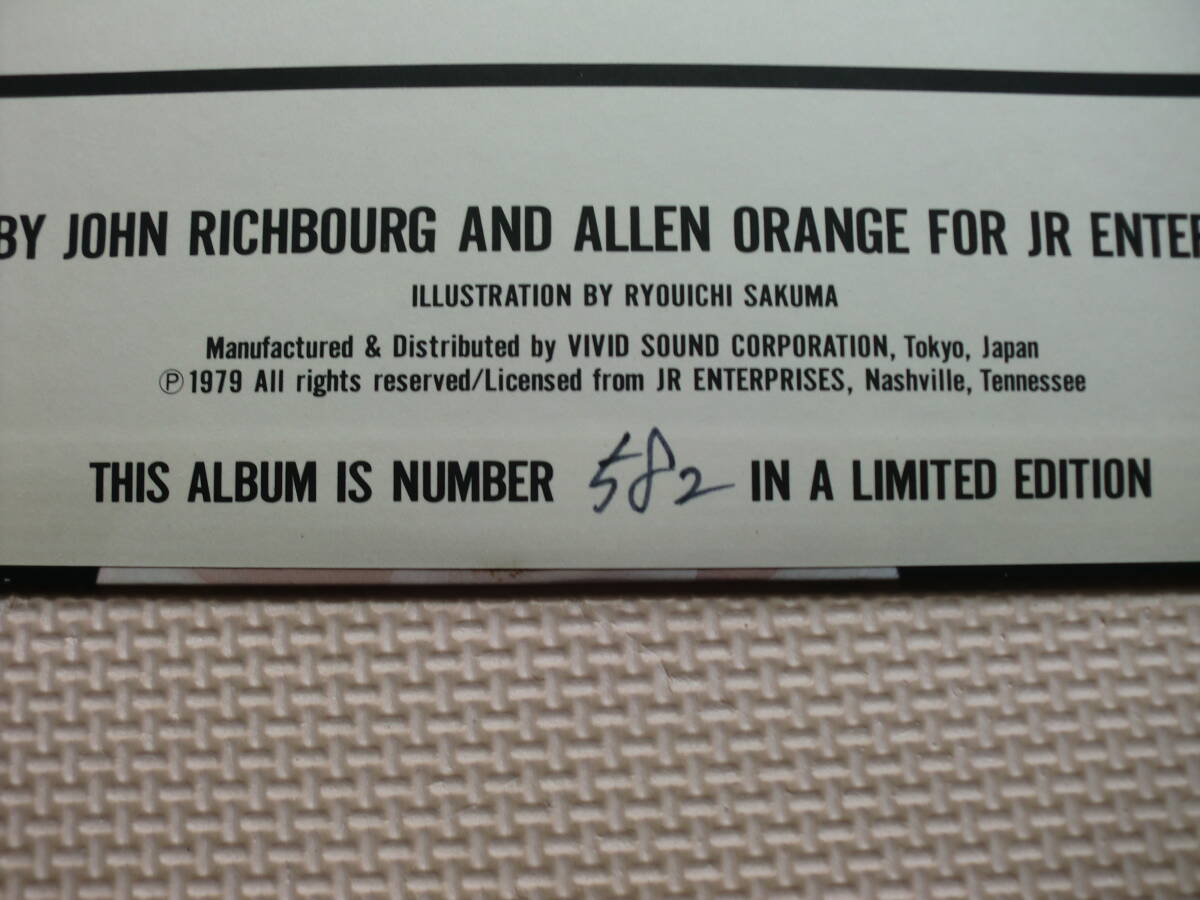 BY JOHN RICHBOURG AND ALLEN ORANGE FOR JR ENTER
ILLUSTRATION BY RYOUICHI SAKUMA
Manufactured & Distributed by VIVID SOUND CORPORATION, Tokyo, Japan
℗1979 All rights reserved/Licensed from JR ENTERPRISES, Nashville, Tennessee
THIS ALBUM IS NUMBER 582 IN A LIMITED EDITION